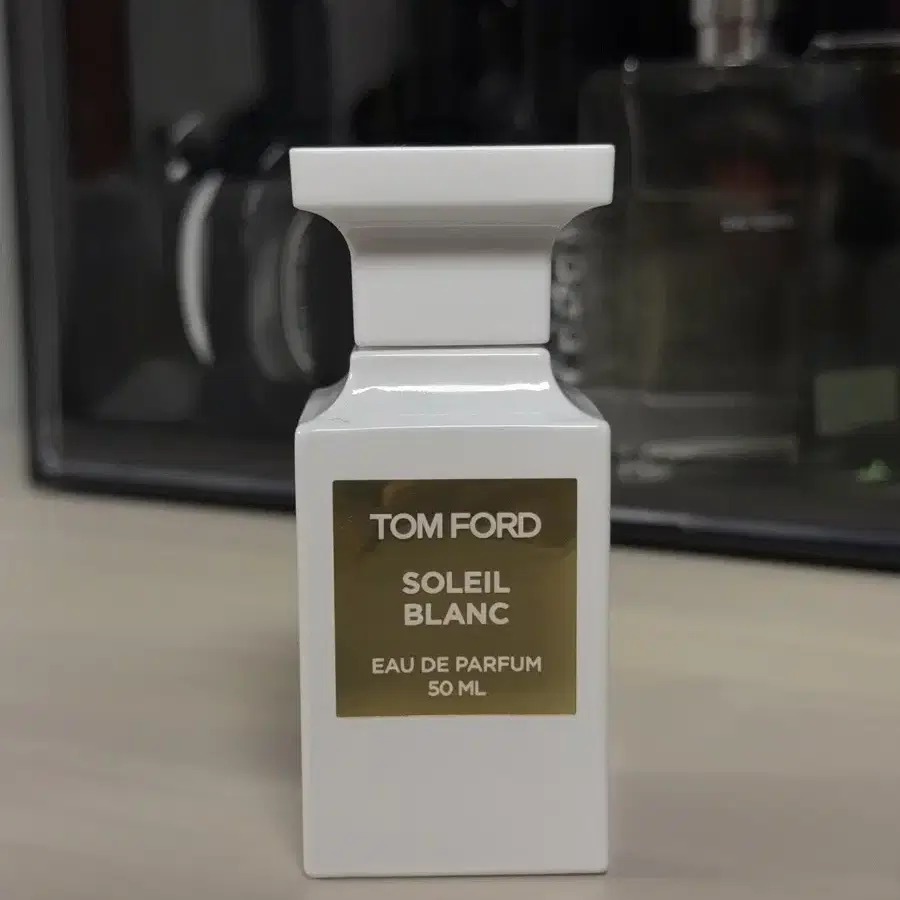 TOM FORD
SOLEIL
BLANC
EAU DE PARFUM
50 ML